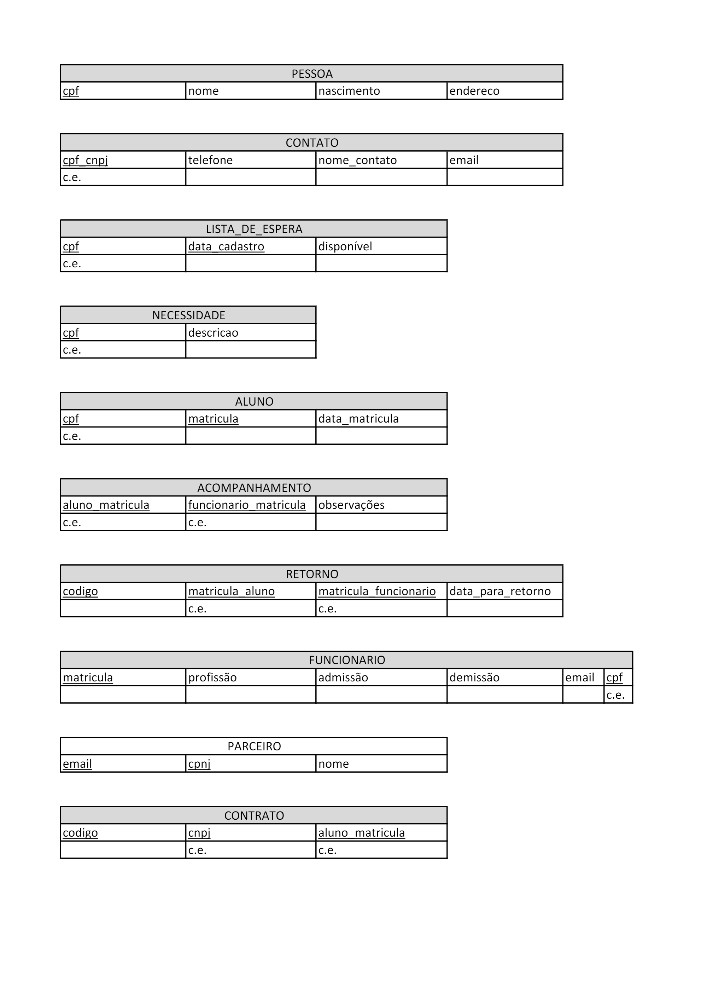 PESSOA
cpf nome nascimento endereco
CONTATO
cpf_cnpj telefone nome_contato email
c.e.
LISTA_DE_ESPERA
cpf data_cadastro disponível
c.e.
NECESSIDADE
cpf descricao
c.e.
ALUNO
cpf matricula data_matricula
c.e.
ACOMPANHAMENTO
aluno_matricula funcionario_matricula observações
c.e. c.e.
RETORNO
codigo matricula_aluno matricula_funcionario data_para_retorno
c.e. c.e.
FUNCIONARIO
matricula profissão admissão demissão email cpf
c.e.
PARCEIRO
email cpnj nome
CONTRATO
codigo cnpj aluno_matricula
c.e. c.e.